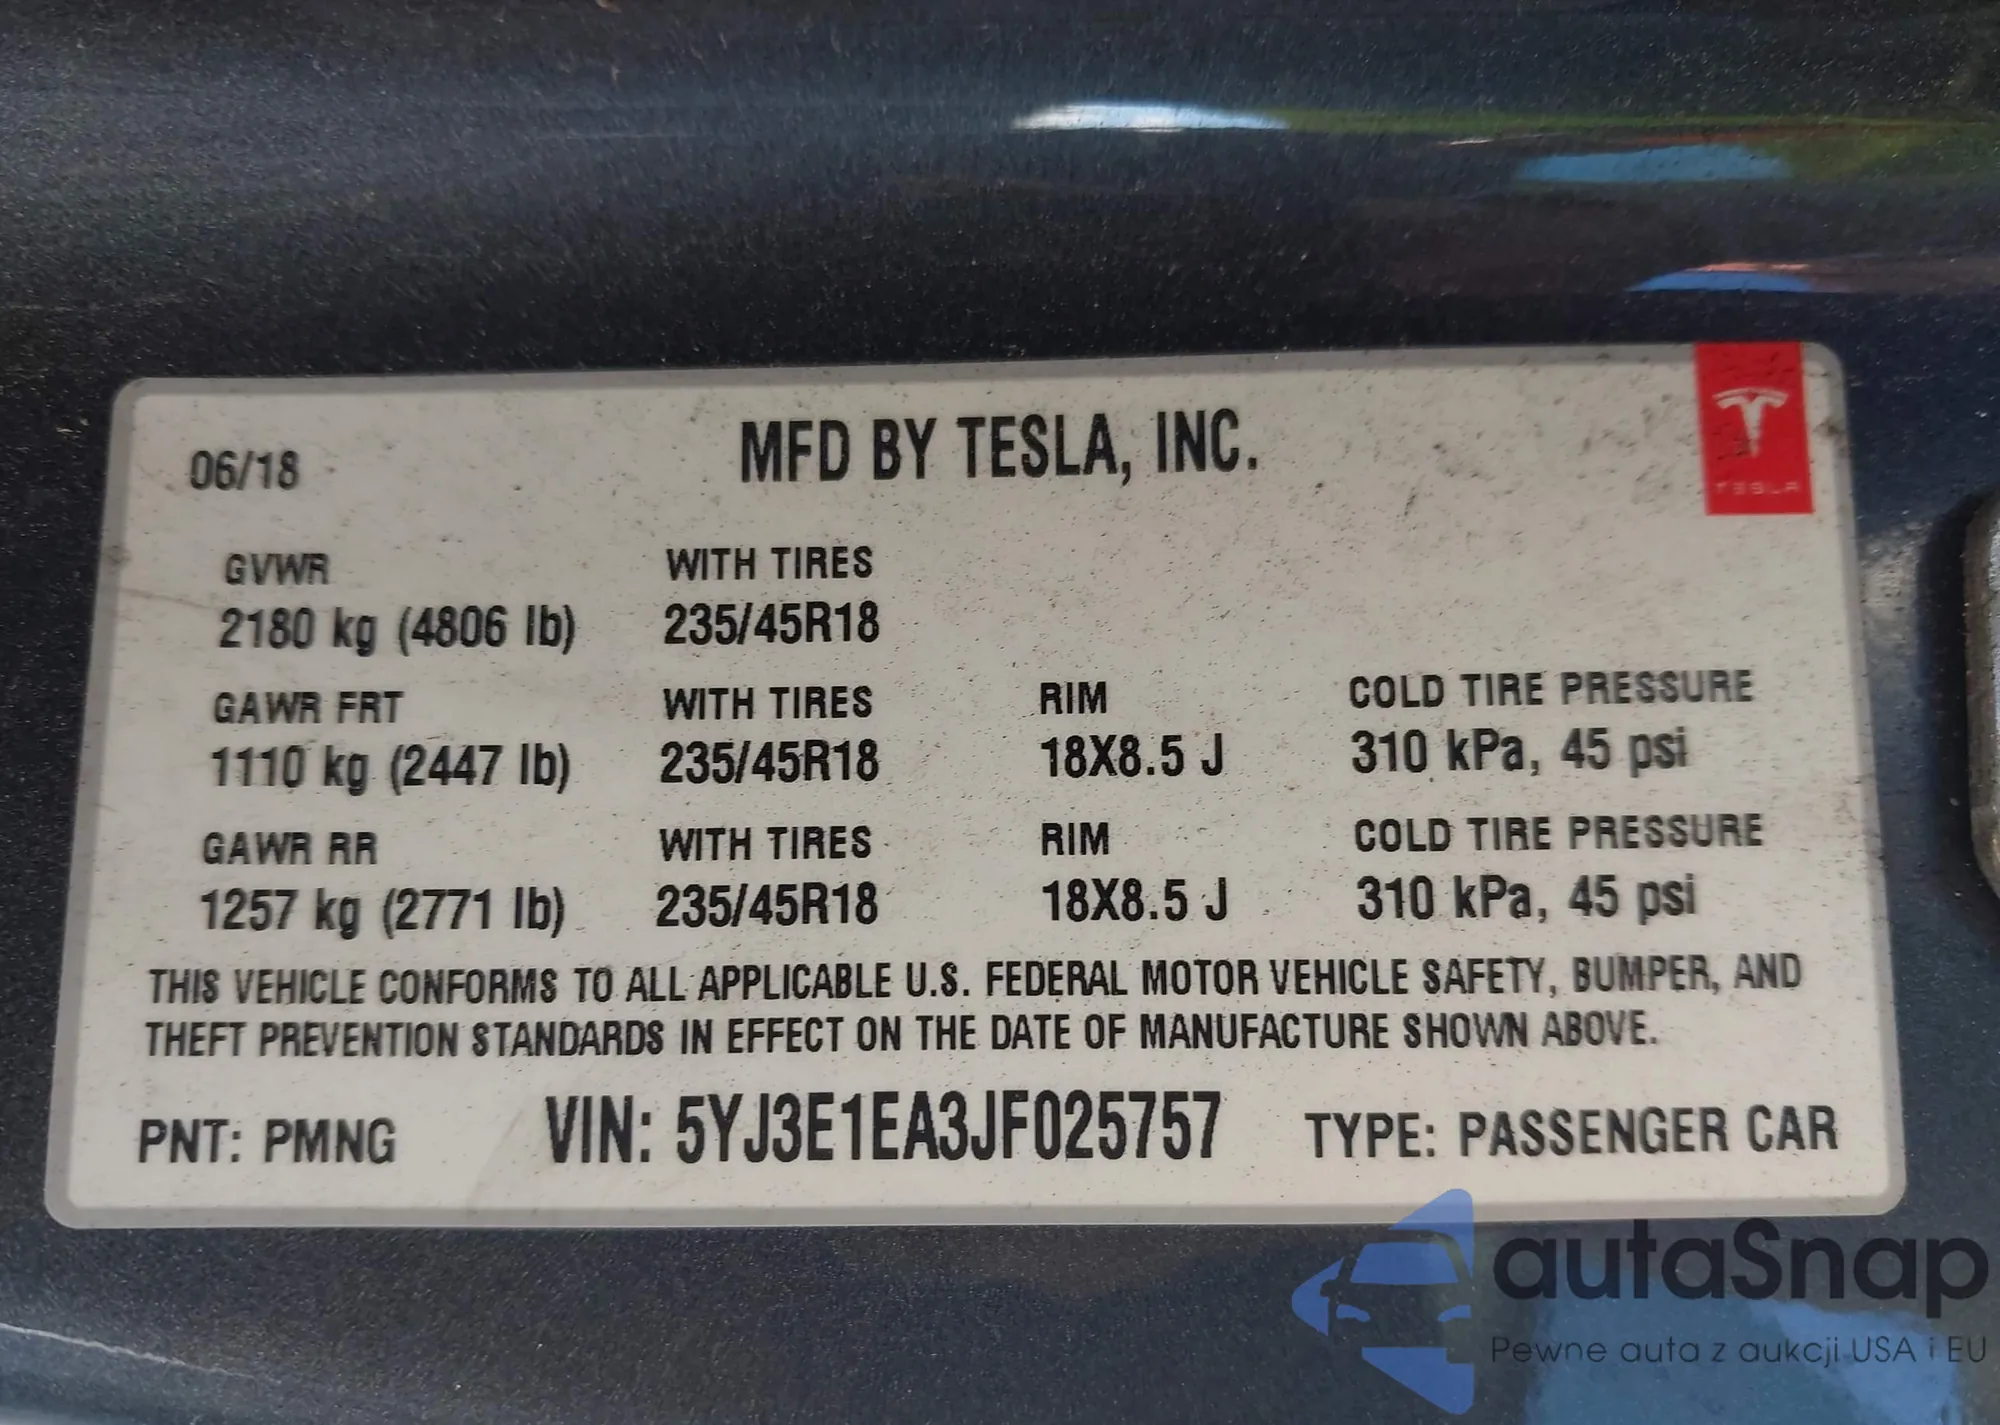 06/18 MFD BY TESLA, INC.
TESLA
GVWR WITH TIRES
2180 kg (4806 lb) 235/45R18
GAWR FRT WITH TIRES RIM COLD TIRE PRESSURE
1110 kg (2447 lb) 235/45R18 18X8.5 J 310 kPa, 45 psi
GAWR RR WITH TIRES RIM COLD TIRE PRESSURE
1257 kg (2771 lb) 235/45R18 18X8.5 J 310 kPa, 45 psi
THIS VEHICLE CONFORMS TO ALL APPLICABLE U.S. FEDERAL MOTOR VEHICLE SAFETY, BUMPER, AND
THEFT PREVENTION STANDARDS IN EFFECT ON THE DATE OF MANUFACTURE SHOWN ABOVE.
PNT: PMNG VIN: 5YJ3E1EA3JF025757 TYPE: PASSENGER CAR
autaSnap
Pewne auta z aukcji USA i EU